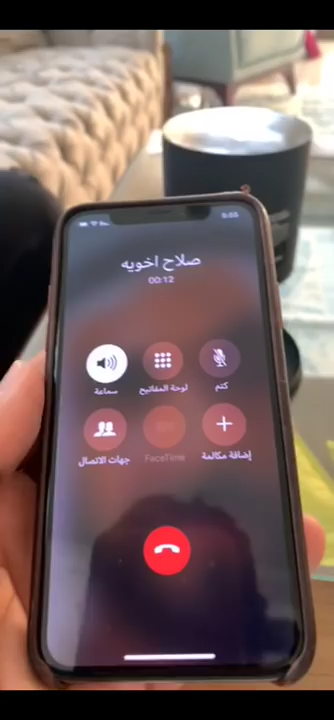 صلاح اخويه
00:12
كتم
لوحة المفاتيح
سماعة
إضافة مكالمة
FaceTime
جهات الاتصال